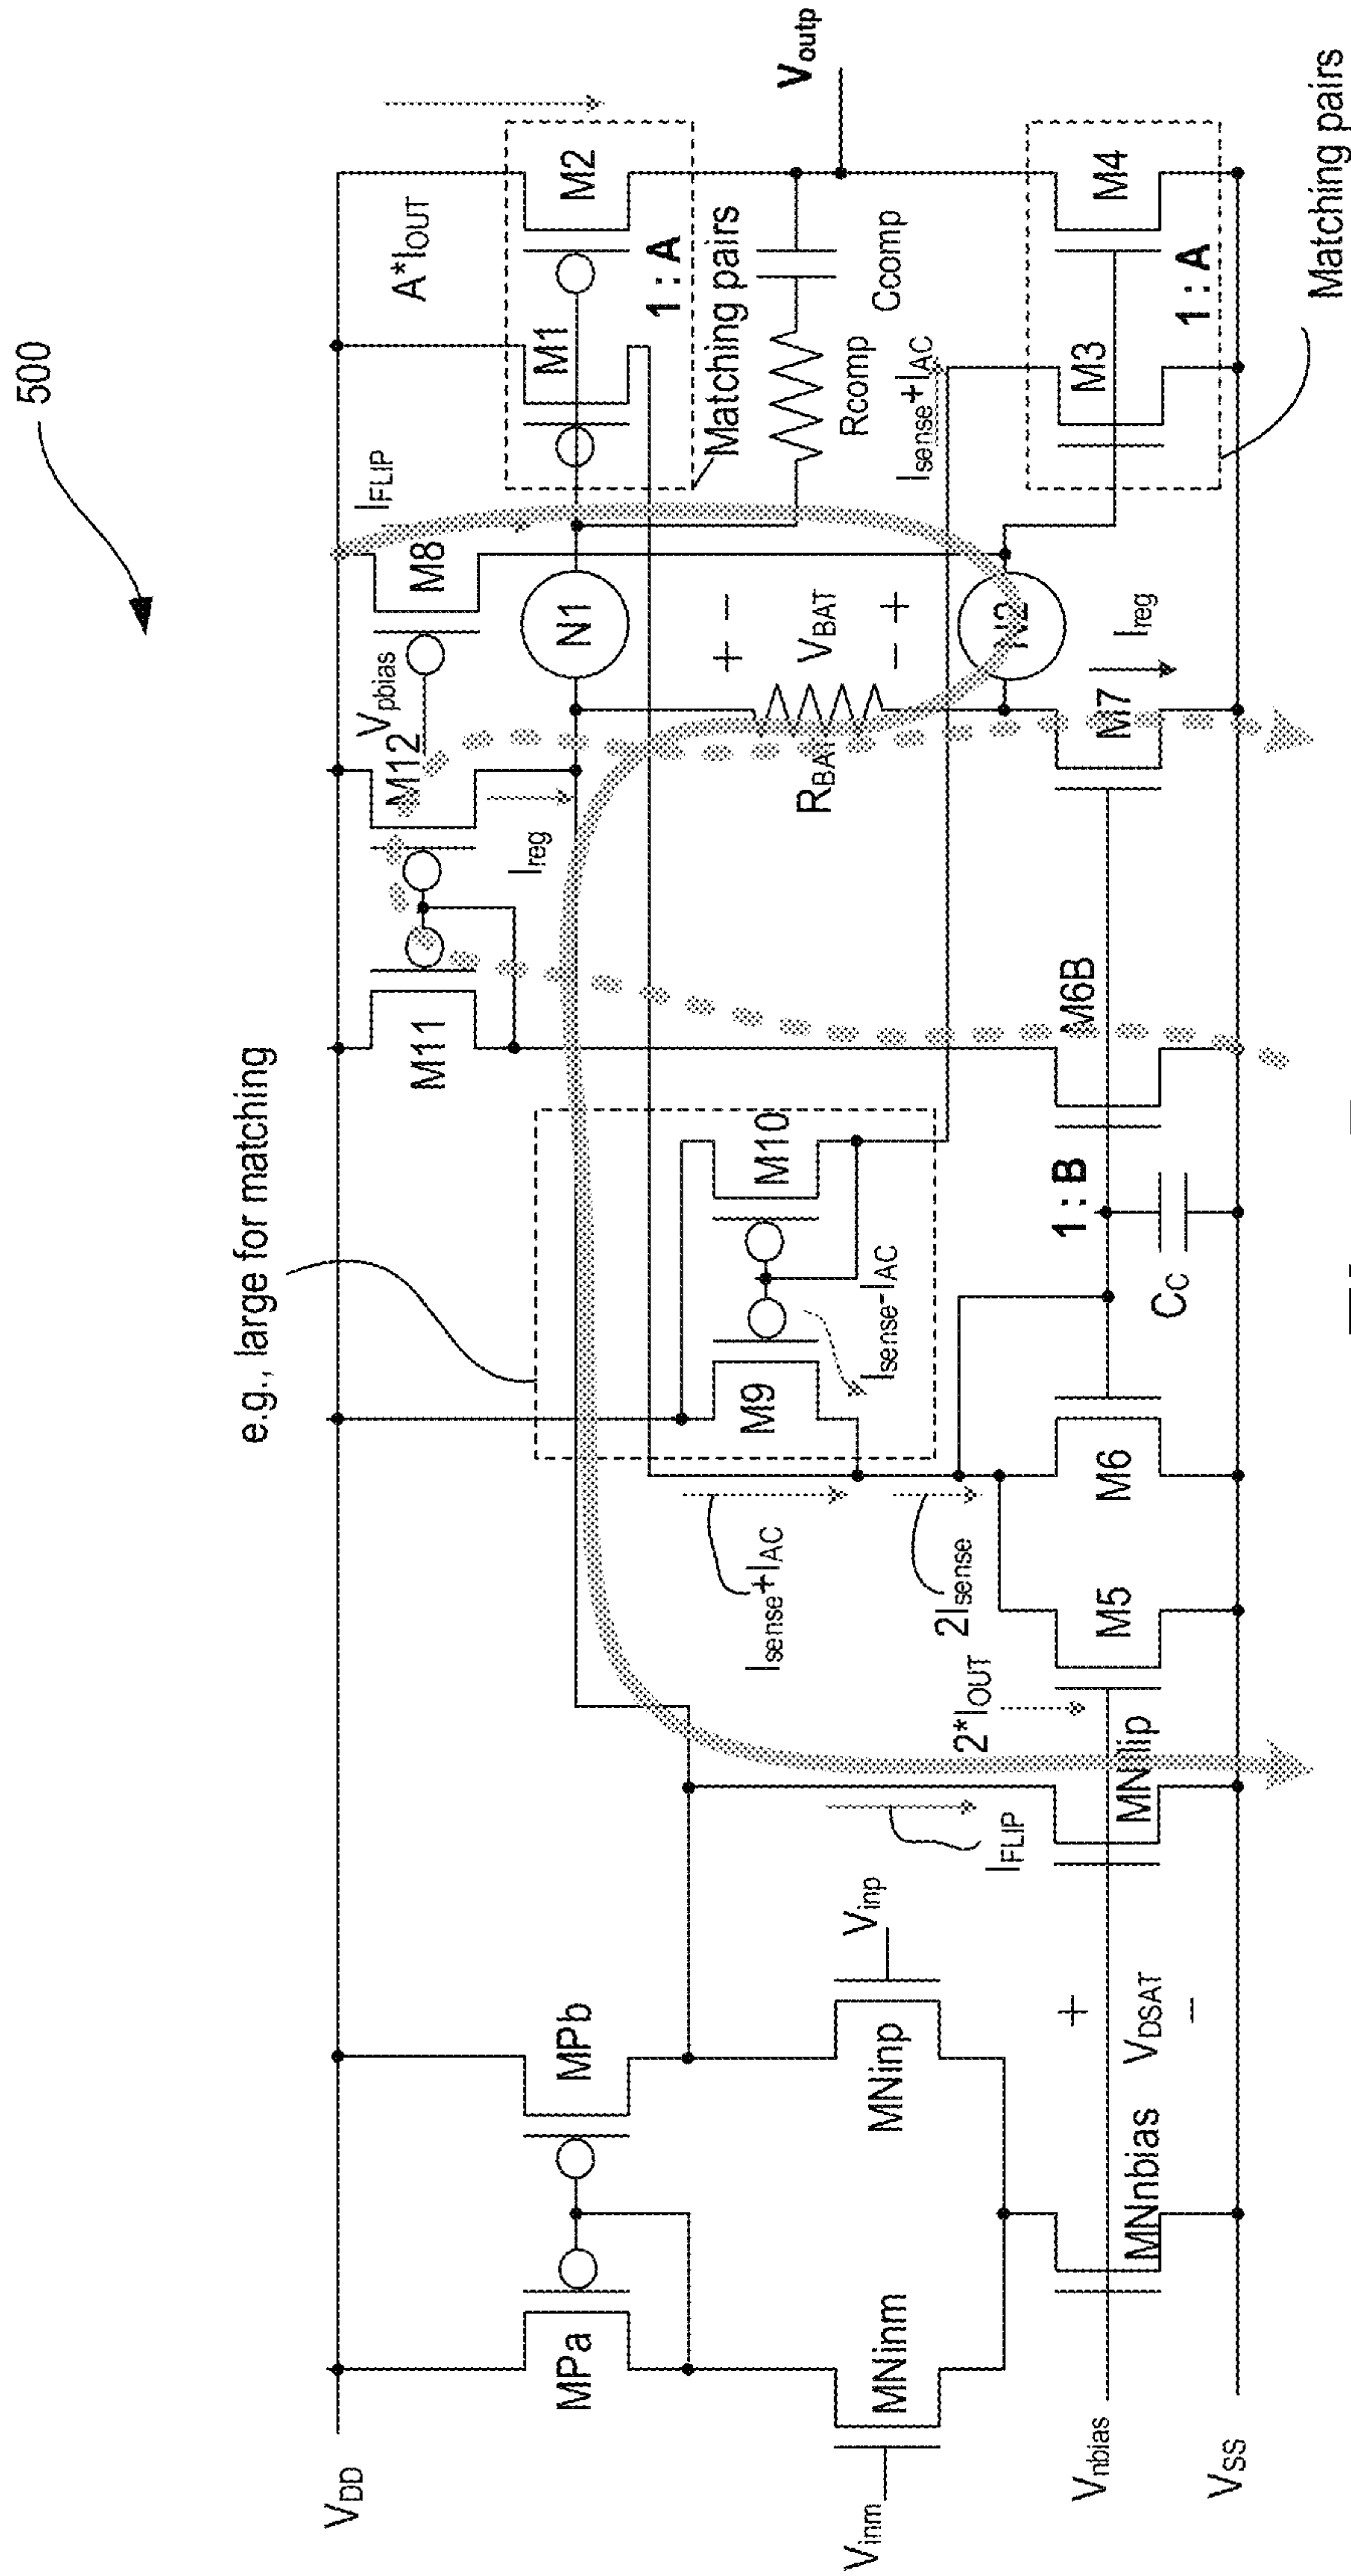 500
e.g., large for matching
VDD
IFLIP
A*IOUT
M11
M12
Vpbias
M8
Ireg
MPa
MPb
N1
M1
M2
1 : A
Matching pairs
Voutp
Isense+IAC
M9
M10
Isense-IAC
+ -
VBAT
- +
RBAT
Rcomp
Ccomp
Isense+IAC
Vinm
MNinm
MNinp
Vinp
2Isense
2*IOUT
IFLIP
N2
Ireg
Vnbias
MNnbias
+
VDSAT
-
MNflip
M5
M6
CC
1 : B
M6B
M7
M3
M4
1 : A
Matching pairs
VSS